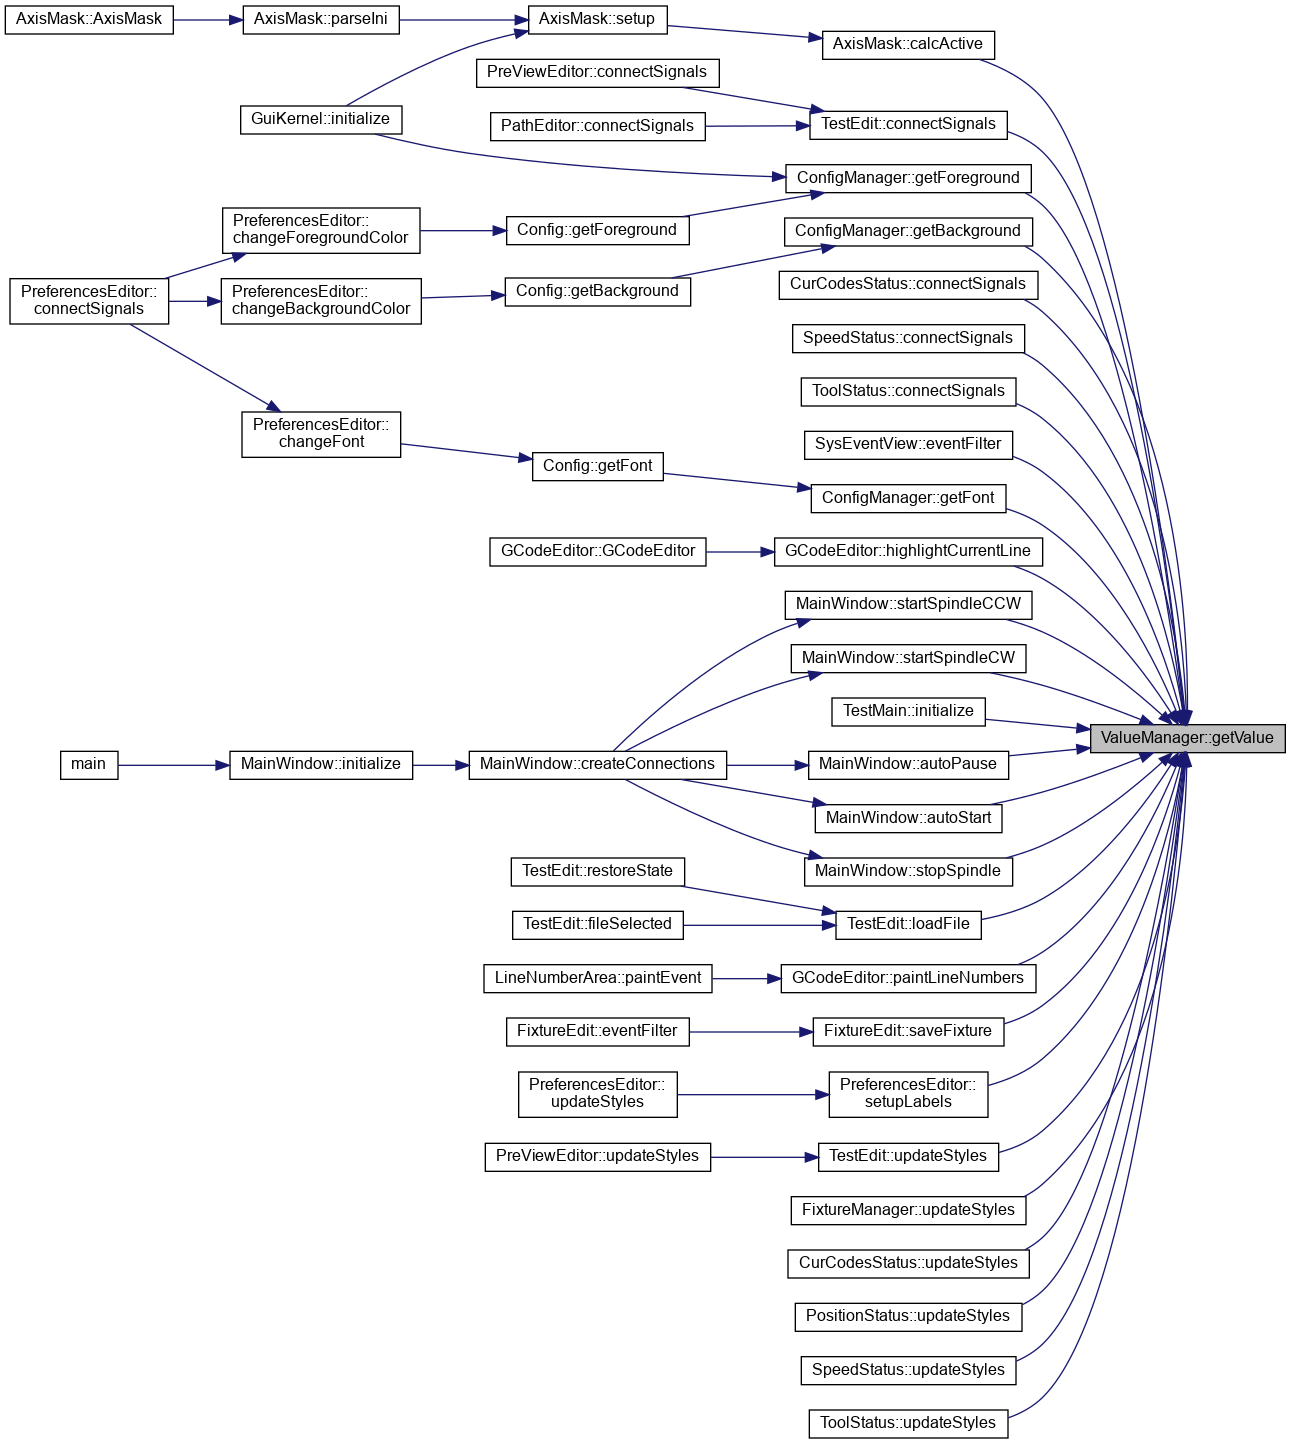 AxisMask::AxisMask
AxisMask::parseIni
AxisMask::setup
AxisMask::calcActive
PreViewEditor::connectSignals
GuiKernel::initialize
PathEditor::connectSignals
TestEdit::connectSignals
ConfigManager::getForeground
PreferencesEditor::
changeForegroundColor
Config::getForeground
ConfigManager::getBackground
PreferencesEditor::
connectSignals
PreferencesEditor::
changeBackgroundColor
Config::getBackground
CurCodesStatus::connectSignals
SpeedStatus::connectSignals
ToolStatus::connectSignals
PreferencesEditor::
changeFont
SysEventView::eventFilter
Config::getFont
ConfigManager::getFont
GCodeEditor::GCodeEditor
GCodeEditor::highlightCurrentLine
MainWindow::startSpindleCCW
MainWindow::startSpindleCW
TestMain::initialize
ValueManager::getValue
main
MainWindow::initialize
MainWindow::createConnections
MainWindow::autoPause
MainWindow::autoStart
TestEdit::restoreState
MainWindow::stopSpindle
TestEdit::fileSelected
TestEdit::loadFile
LineNumberArea::paintEvent
GCodeEditor::paintLineNumbers
FixtureEdit::eventFilter
FixtureEdit::saveFixture
PreferencesEditor::
updateStyles
PreferencesEditor::
setupLabels
PreViewEditor::updateStyles
TestEdit::updateStyles
FixtureManager::updateStyles
CurCodesStatus::updateStyles
PositionStatus::updateStyles
SpeedStatus::updateStyles
ToolStatus::updateStyles